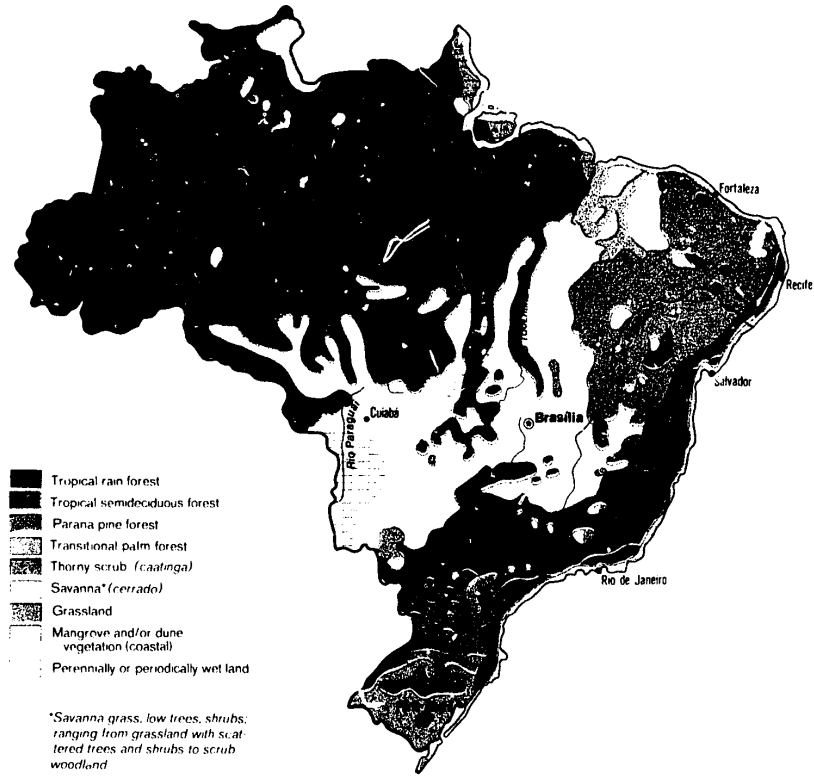 Fortaleza
Recife
Salvador
Brasília
Cuiabá
Rio Paraguai
Rio de Janeiro
Tropical rain forest
Tropical semideciduous forest
Parana pine forest
Transitional palm forest
Thorny scrub (caatinga)
Savanna* (cerrado)
Grassland
Mangrove and/or dune
vegetation (coastal)
Perennially or periodically wet land
*Savanna grass, low trees, shrubs;
ranging from grassland with scat-
tered trees and shrubs to scrub
woodland